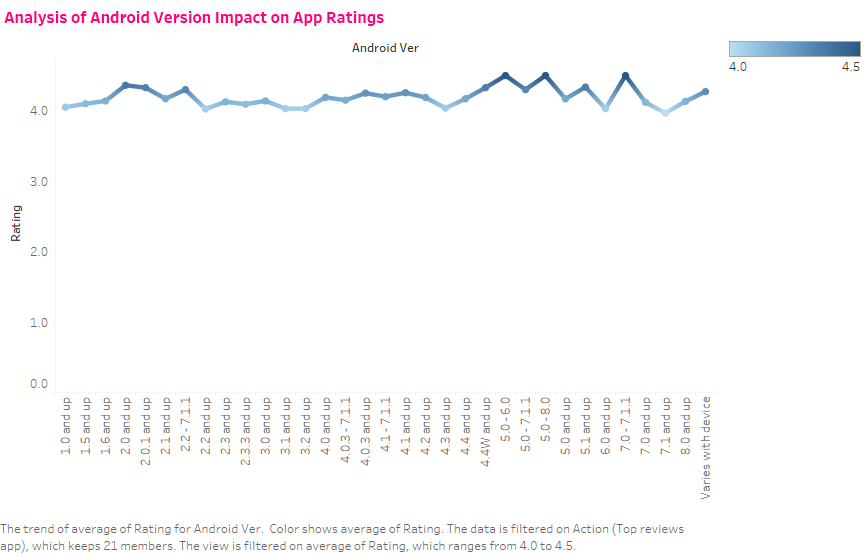 Analysis of Android Version Impact on App Ratings
Android Ver
4.0
4.5
Rating
4.0
3.0
2.0
1.0
0.0
1.0 and up
1.5 and up
1.6 and up
2.0 and up
2.0.1 and up
2.1 and up
2.2 - 7.1.1
2.2 and up
2.3 and up
2.3.3 and up
3.0 and up
3.1 and up
3.2 and up
4.0 and up
4.0.3 - 7.1.1
4.0.3 and up
4.1 - 7.1.1
4.1 and up
4.2 and up
4.3 and up
4.4 and up
4.4W and up
5.0 - 6.0
5.0 - 7.1.1
5.0 - 8.0
5.0 and up
5.1 and up
6.0 and up
7.0 - 7.1.1
7.0 and up
7.1 and up
8.0 and up
Varies with device
The trend of average of Rating for Android Ver.  Color shows average of Rating. The data is filtered on Action (Top reviews
app), which keeps 21 members. The view is filtered on average of Rating, which ranges from 4.0 to 4.5.